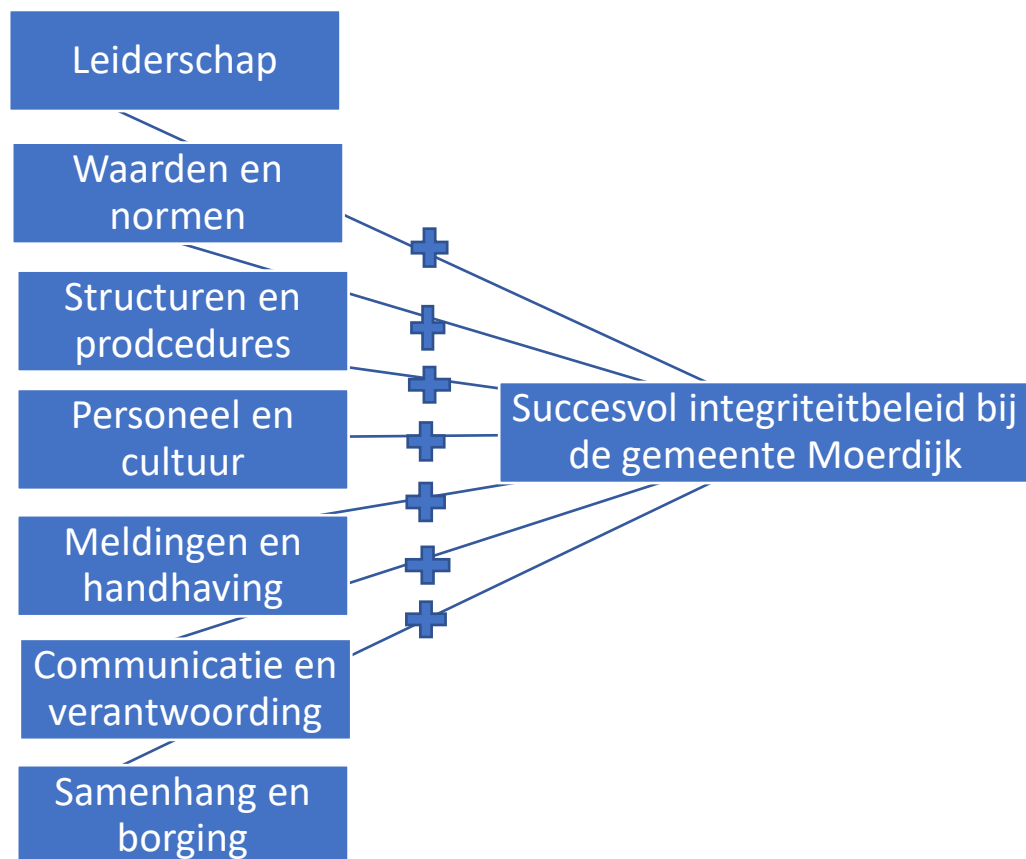 Leiderschap
Waarden en
normen
Structuren en
prodcedures
Personeel en
cultuur
Succesvol integriteitbeleid bij
de gemeente Moerdijk
Meldingen en
handhaving
Communicatie en
verantwoording
Samenhang en
borging